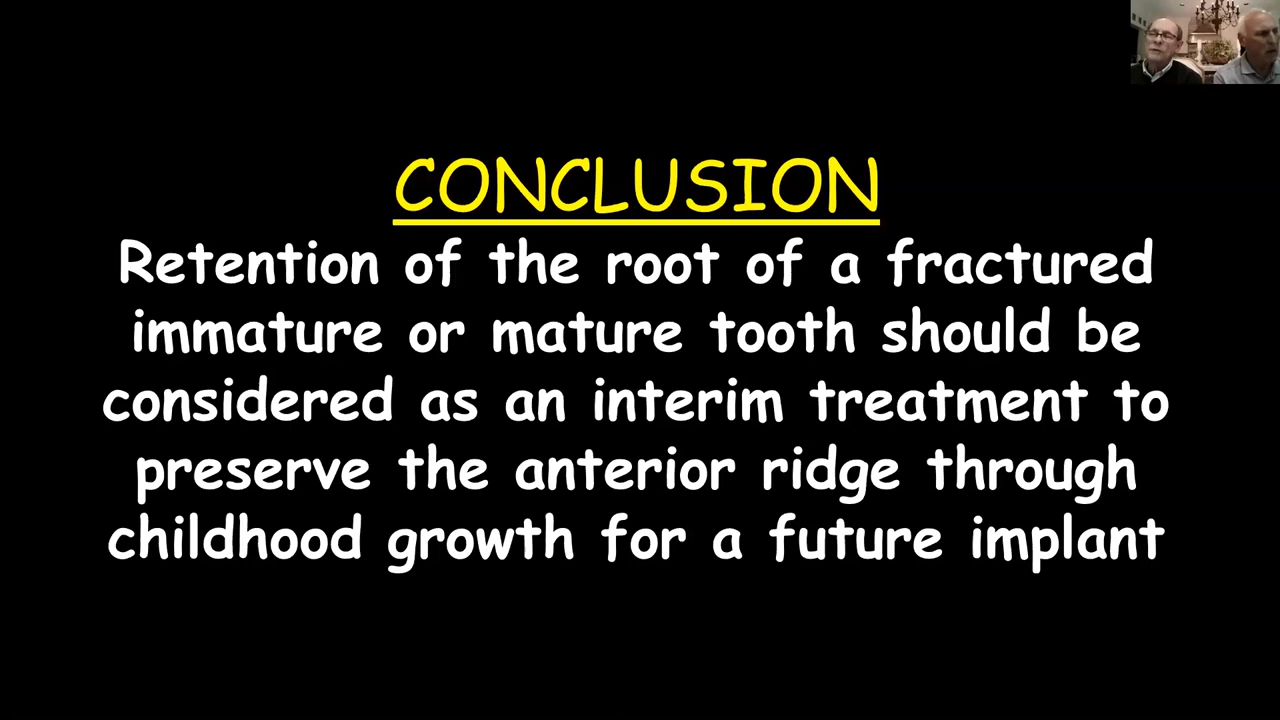 CONCLUSION
Retention of the root of a fractured
immature or mature tooth should be
considered as an interim treatment to
preserve the anterior ridge through
childhood growth for a future implant